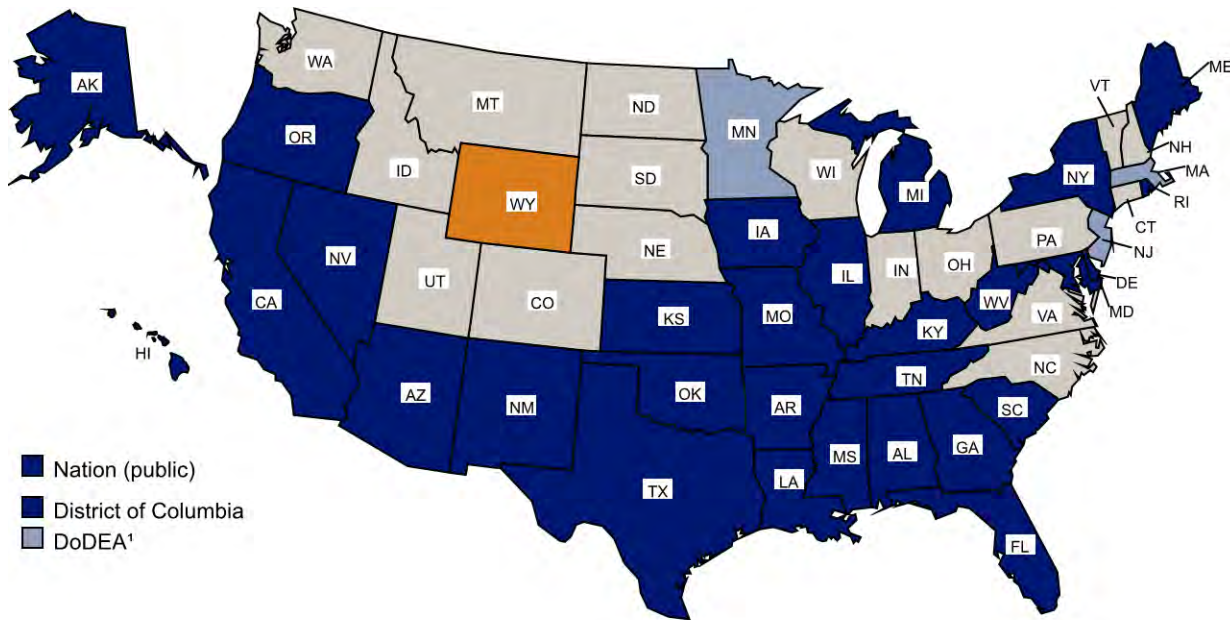 AK
WA
MT
ND
MN
VT
ME
OR
ID
SD
WI
MI
NY
NH
MA
RI
CT
WY
NE
IA
PA
NJ
NV
UT
CO
IL
IN
OH
DE
CA
KS
MO
WV
VA
MD
KY
HI
NC
AZ
NM
OK
AR
TN
SC
MS
AL
GA
TX
LA
FL
Nation (public)
District of Columbia
DoDEA¹